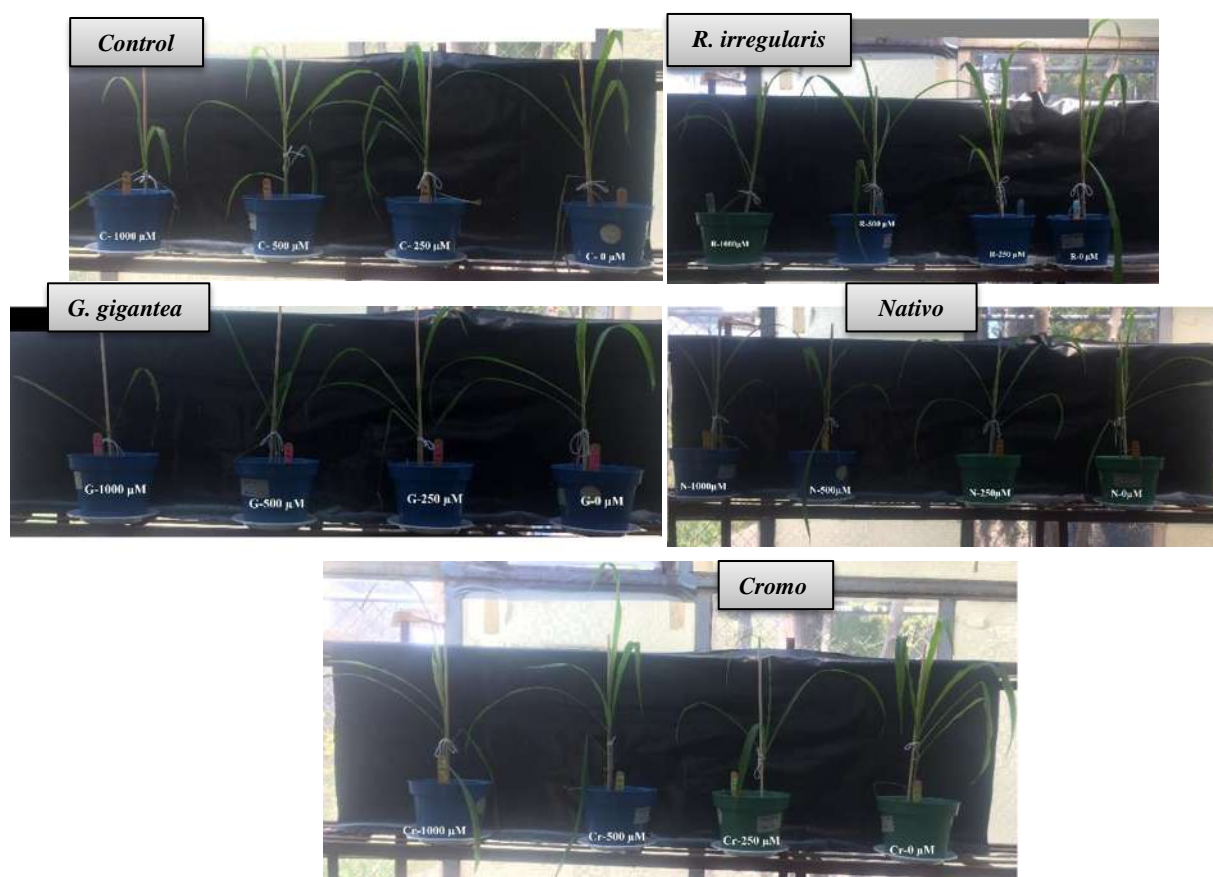 Control
C- 1000 µM
C- 500 µM
C- 250 µM
C- 0 µM
R. irregularis
R-1000µM
R-500 µM
R-250 µM
R-0 µM
G. gigantea
G-1000 µM
G-500 µM
G-250 µM
G-0 µM
Nativo
N-1000µM
N-500µM
N-250µM
N-0µM
Cromo
Cr-1000 µM
Cr-500 µM
Cr-250 µM
Cr-0 µM